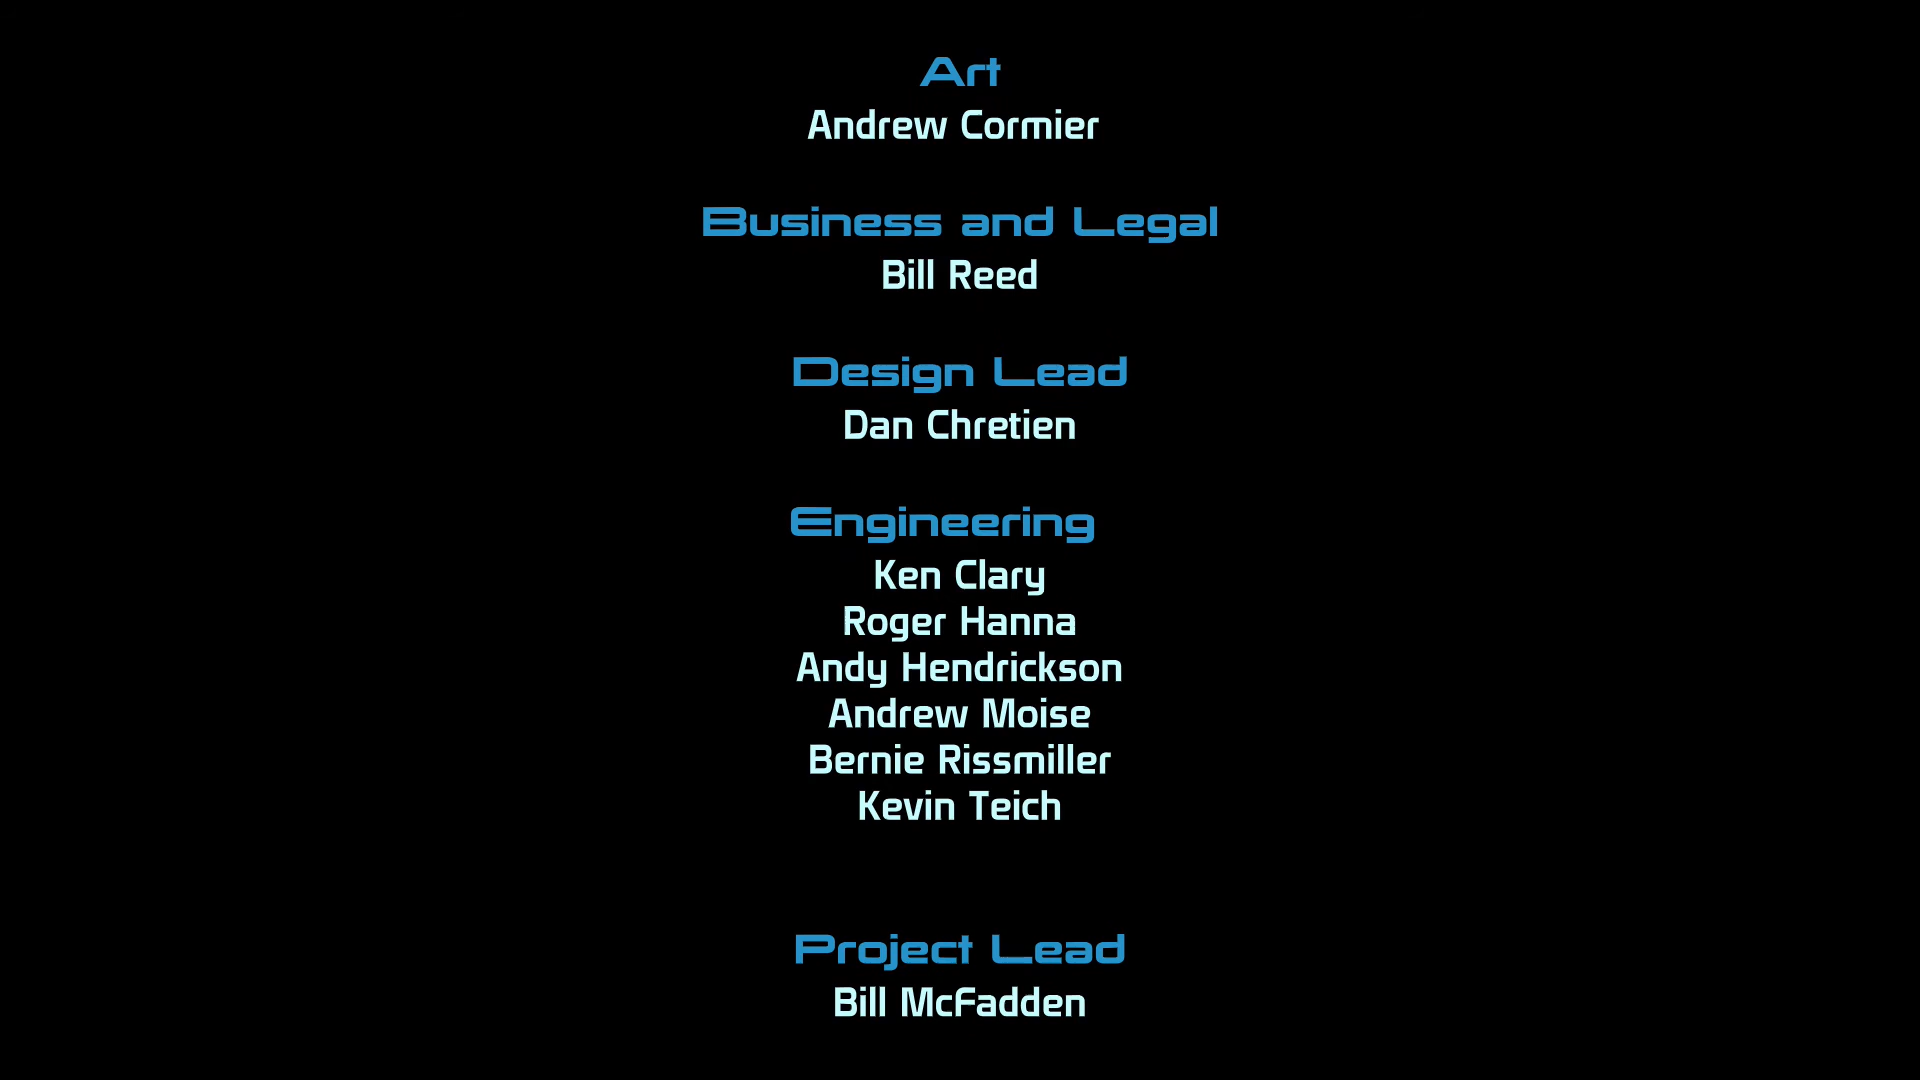 Art
Andrew Cormier
Business and Legal
Bill Reed
Design Lead
Dan Chretien
Engineering
Ken Clary
Roger Hanna
Andy Hendrickson
Andrew Moise
Bernie Rissmiller
Kevin Teich
Project Lead
Bill McFadden